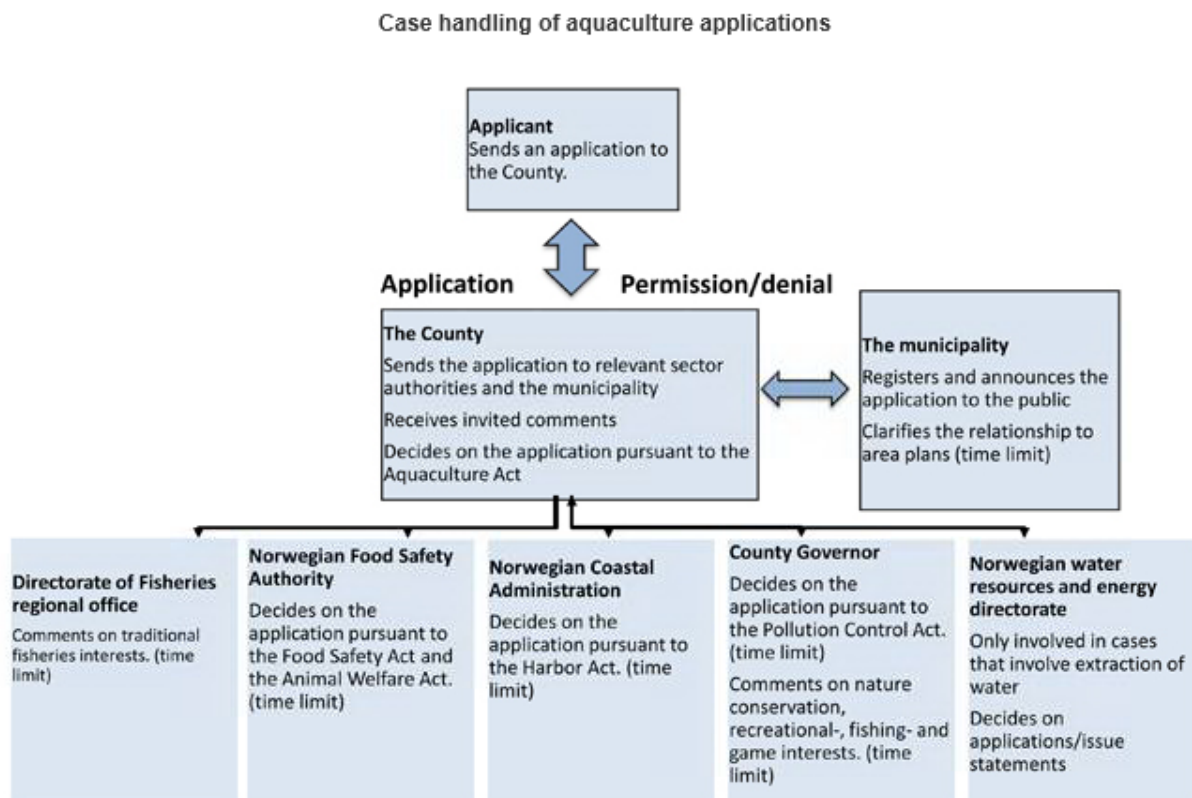 Case handling of aquaculture applications
Applicant
Sends an application to
the County.
Application
Permission/denial
The County
Sends the application to relevant sector
authorities and the municipality
Receives invited comments
Decides on the application pursuant to the
Aquaculture Act
The municipality
Registers and announces the
application to the public
Clarifies the relationship to
area plans (time limit)
Directorate of Fisheries
regional office
Comments on traditional
fisheries interests. (time
limit)
Norwegian Food Safety
Authority
Decides on the
application pursuant to
the Food Safety Act and
the Animal Welfare Act.
(time limit)
Norwegian Coastal
Administration
Decides on the
application pursuant to
the Harbor Act. (time
limit)
County Governor
Decides on the
application pursuant to
the Pollution Control Act.
(time limit)
Comments on nature
conservation,
recreational-, fishing- and
game interests. (time
limit)
Norwegian water
resources and energy
directorate
Only involved in cases
that involve extraction of
water
Decides on
applications/issue
statements